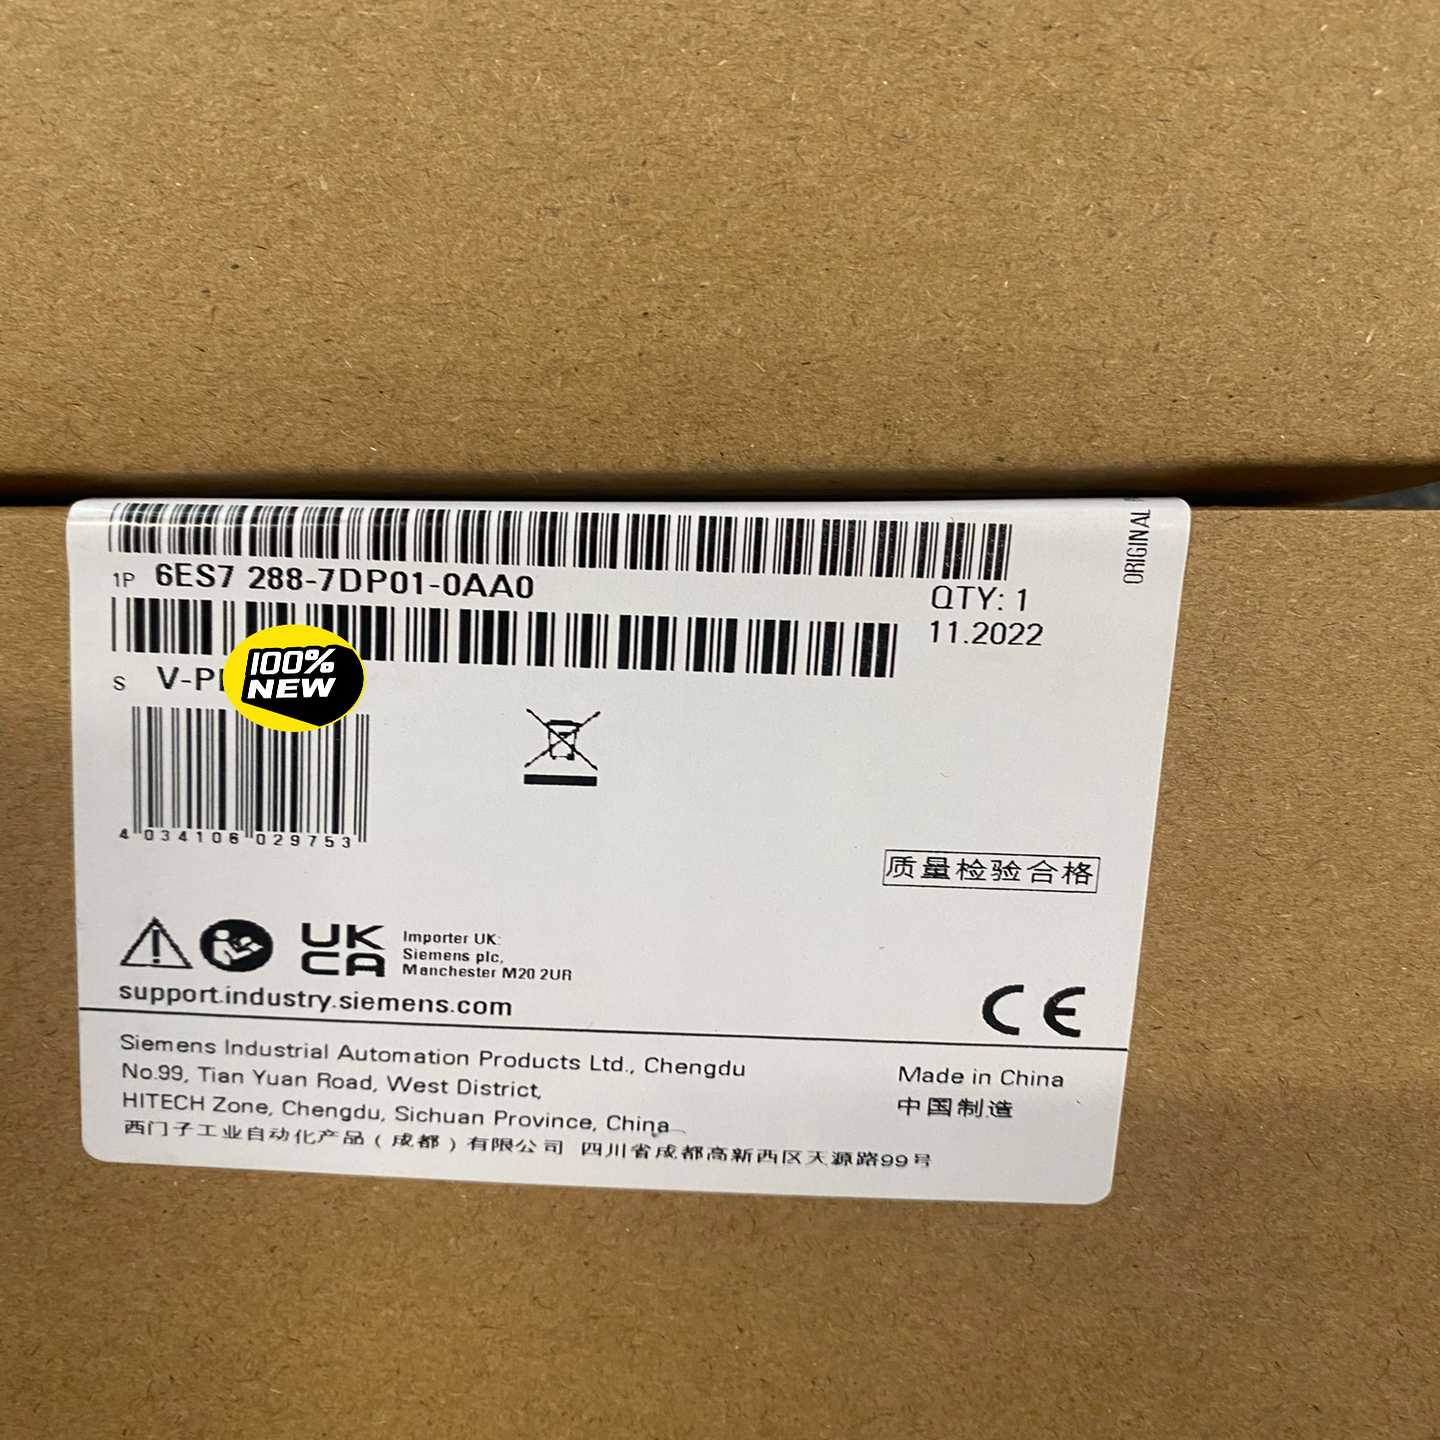 ORIGINAL
1P 6ES7 288-7DP01-0AA0
QTY: 1
11.2022
S
100%
NEW
4 034106 029753
质量检验合格
UK
CA
Importer UK:
Siemens plc,
Manchester M20 2UR
support.industry.siemens.com
CE
Siemens Industrial Automation Products Ltd., Chengdu
No.99, Tian Yuan Road, West District,
HITECH Zone, Chengdu, Sichuan Province, China
西门子工业自动化产品(成都)有限公司 四川省成都高新西区天源路99号
Made in China
中国制造